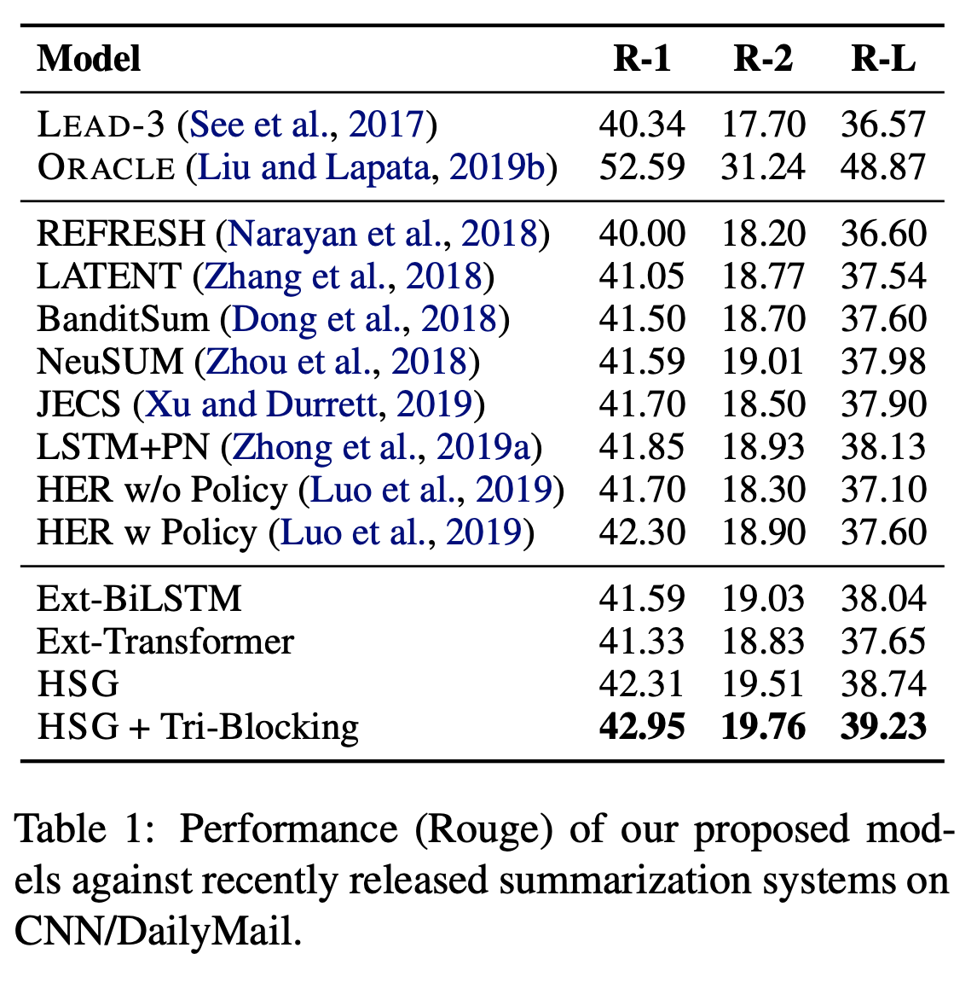 Model R-1 R-2 R-L
LEAD-3 (See et al., 2017) 40.34 17.70 36.57
ORACLE (Liu and Lapata, 2019b) 52.59 31.24 48.87
REFRESH (Narayan et al., 2018) 40.00 18.20 36.60
LATENT (Zhang et al., 2018) 41.05 18.77 37.54
BanditSum (Dong et al., 2018) 41.50 18.70 37.60
NeuSUM (Zhou et al., 2018) 41.59 19.01 37.98
JECS (Xu and Durrett, 2019) 41.70 18.50 37.90
LSTM+PN (Zhong et al., 2019a) 41.85 18.93 38.13
HER w/o Policy (Luo et al., 2019) 41.70 18.30 37.10
HER w Policy (Luo et al., 2019) 42.30 18.90 37.60
Ext-BiLSTM 41.59 19.03 38.04
Ext-Transformer 41.33 18.83 37.65
HSG 42.31 19.51 38.74
HSG + Tri-Blocking 42.95 19.76 39.23
Table 1: Performance (Rouge) of our proposed mod-
els against recently released summarization systems on
CNN/DailyMail.